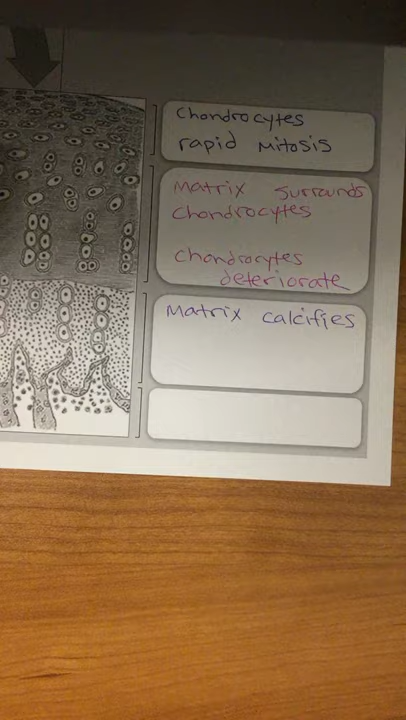 Chondrocytes
rapid Mitosis
Matrix Surrounds
Chondrocytes
Chondrocytes
deteriorate
Matrix calcifies